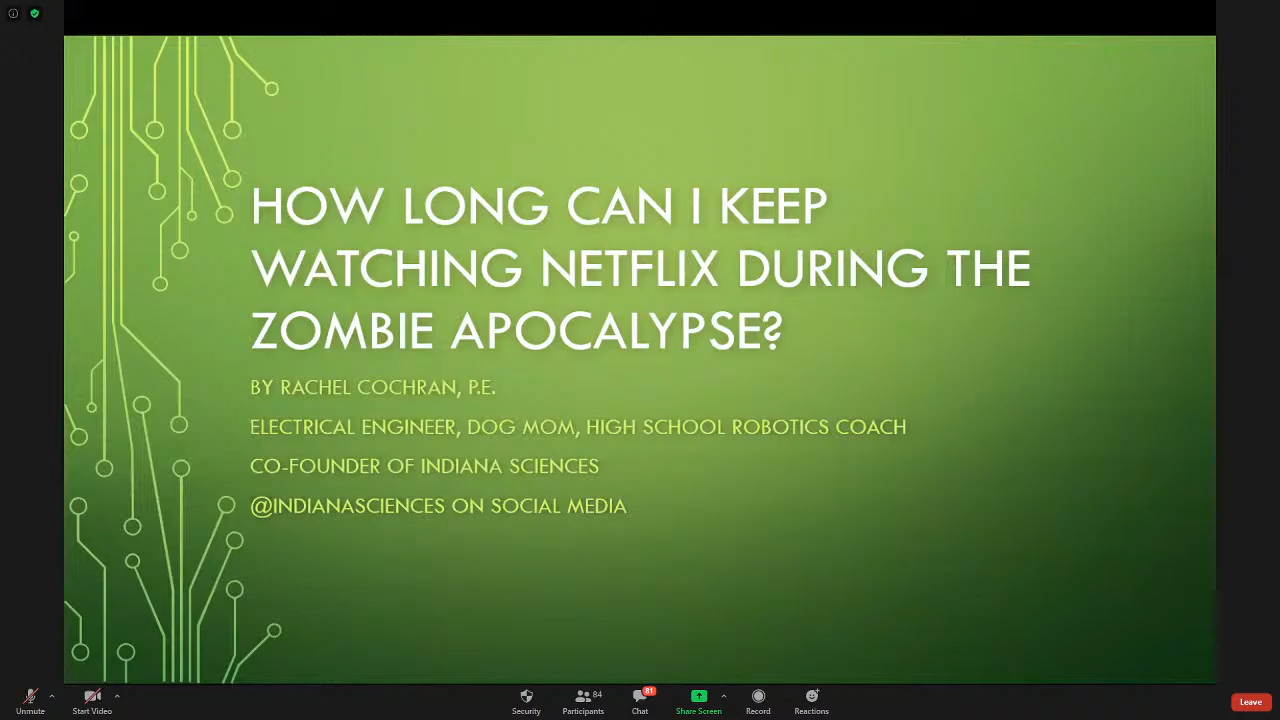 HOW LONG CAN I KEEP
WATCHING NETFLIX DURING THE
ZOMBIE APOCALYPSE?
BY RACHEL COCHRAN, P.E.
ELECTRICAL ENGINEER, DOG MOM, HIGH SCHOOL ROBOTICS COACH
CO-FOUNDER OF INDIANA SCIENCES
@INDIANASCIENCES ON SOCIAL MEDIA
Unmute
Start Video
Security
84
Participants
81
Chat
Share Screen
Record
Reactions
Leave